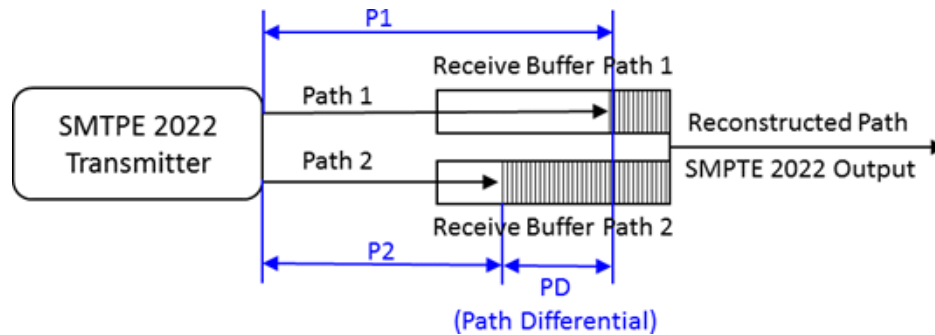 P1
Receive Buffer Path 1
Path 1
SMTPE 2022
Transmitter
Reconstructed Path
Path 2
SMPTE 2022 Output
Receive Buffer Path 2
P2
PD
(Path Differential)